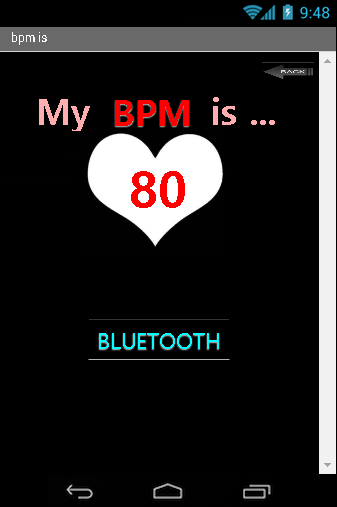 9:48
bpm is
BACK
My BPM is ...
80
BLUETOOTH